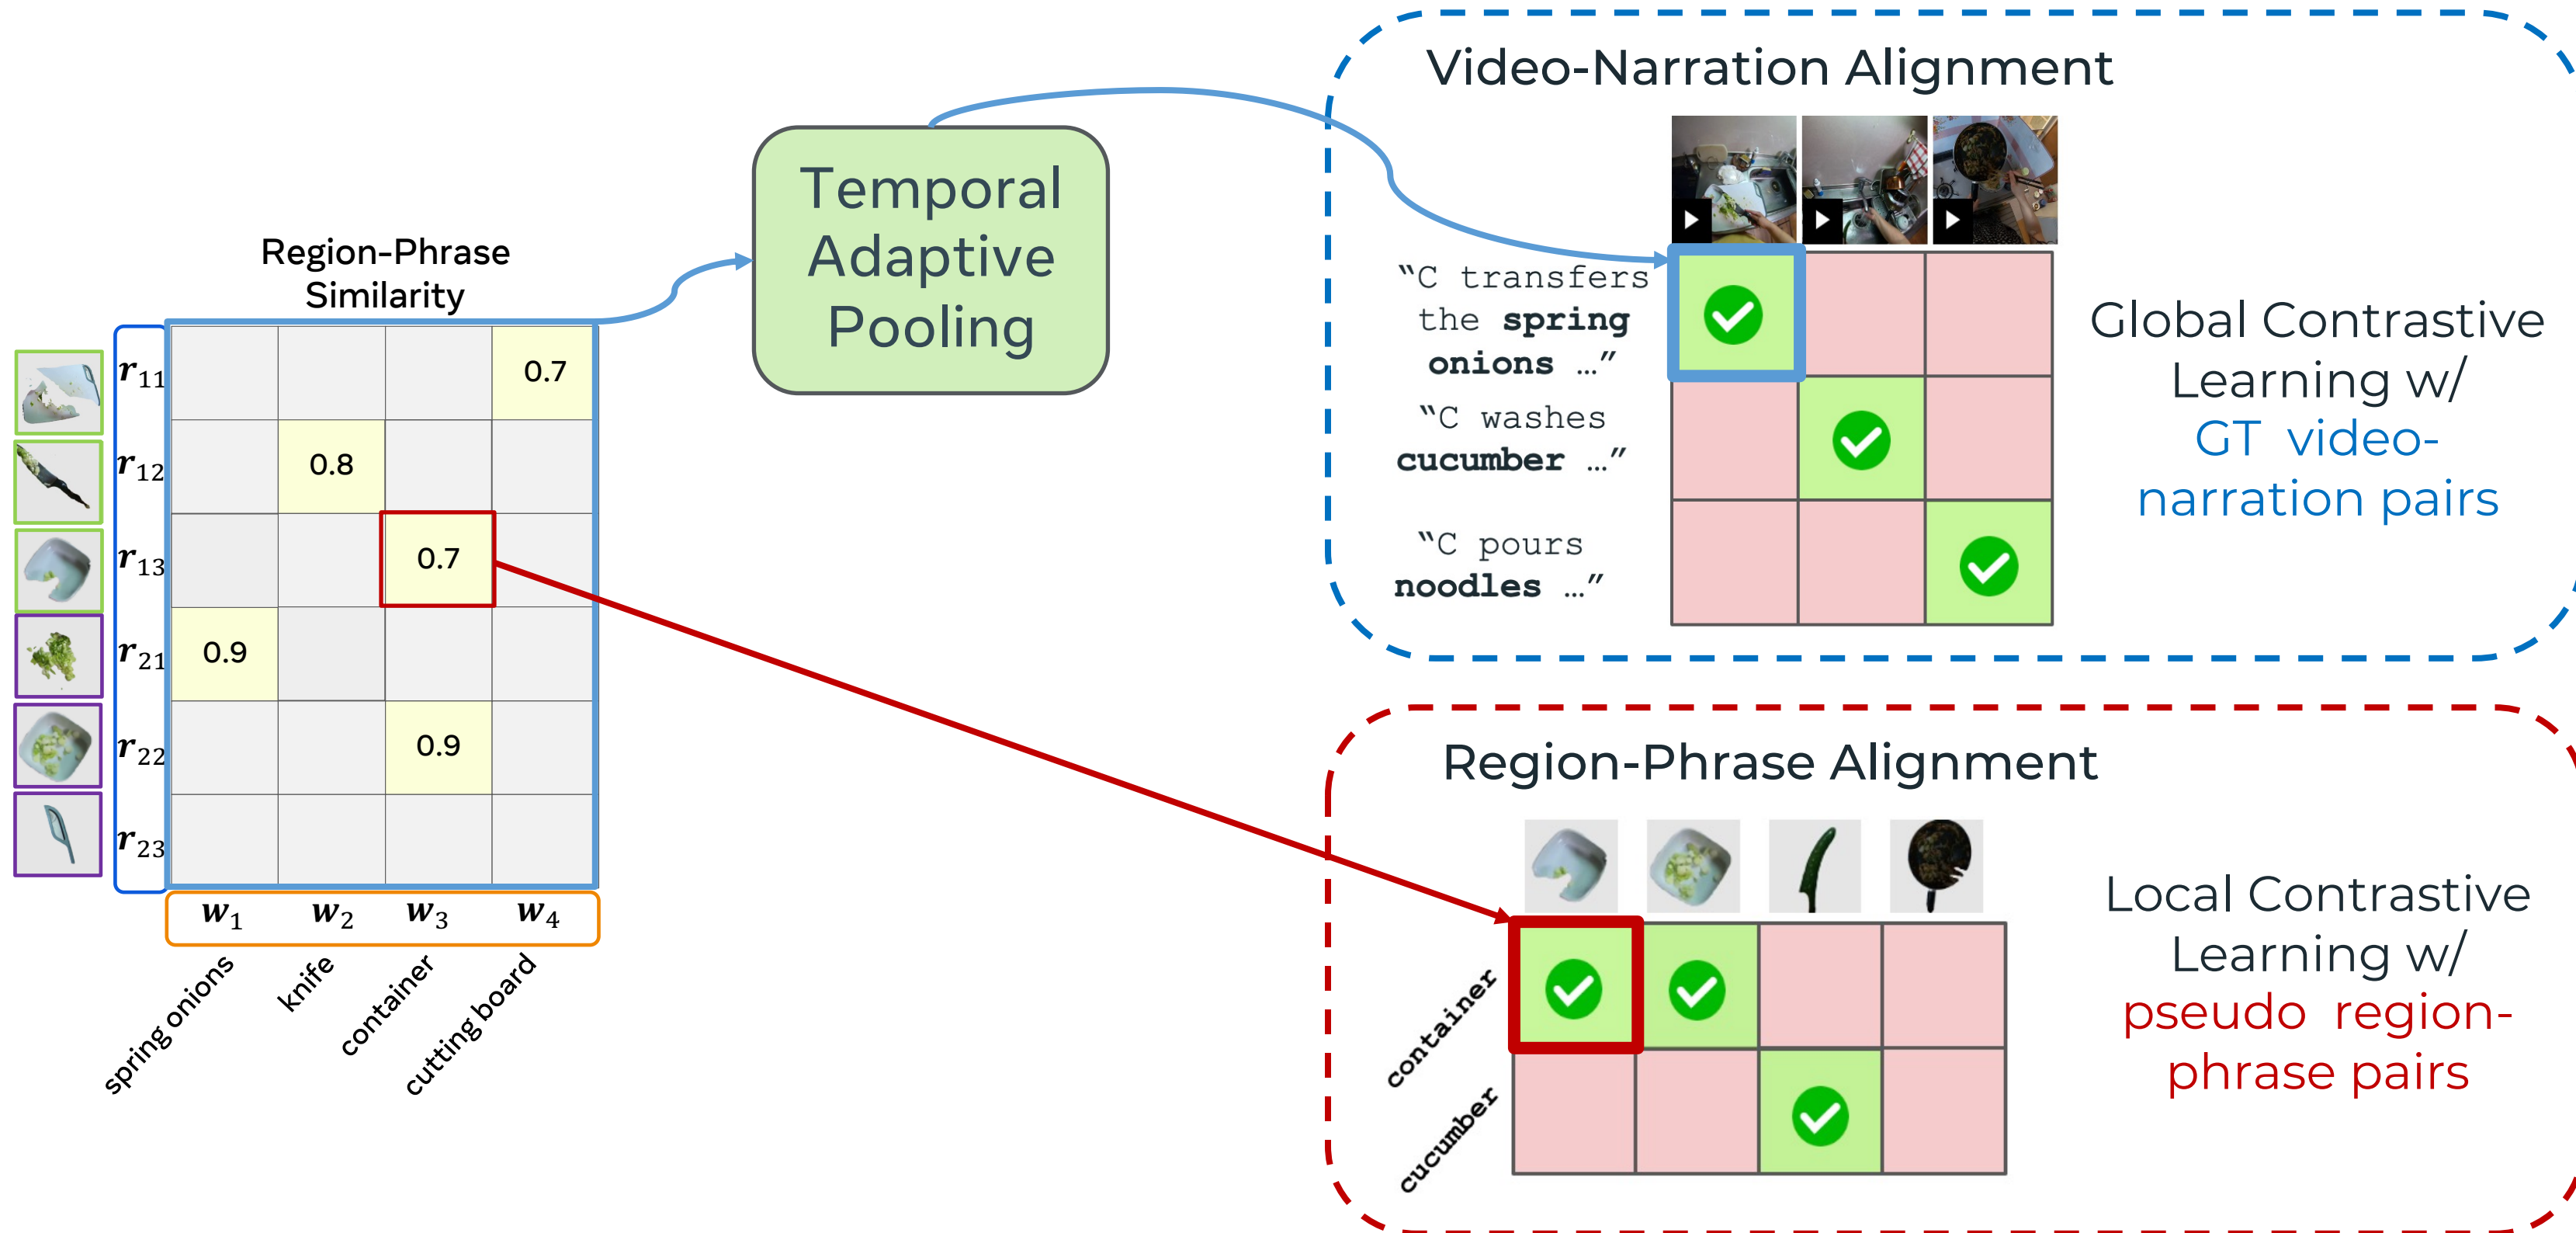 Region-Phrase
Similarity
r11
r12
r13
r21
r22
r23
0.7
0.8
0.7
0.9
0.9
w1
w2
w3
w4
spring onions
knife
container
cutting board
Temporal
Adaptive
Pooling
Video-Narration Alignment
“C transfers
the spring
onions …”
“C washes
cucumber …”
“C pours
noodles …”
Global Contrastive
Learning w/
GT video-
narration pairs
Region-Phrase Alignment
container
cucumber
Local Contrastive
Learning w/
pseudo region-
phrase pairs